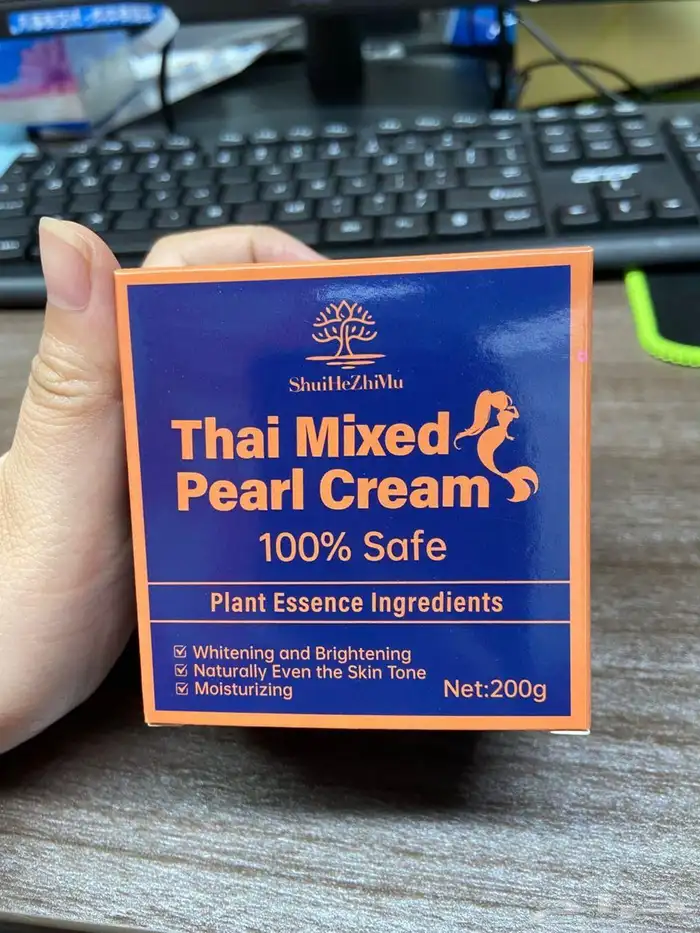 ShuiHeZhiMu
Thai Mixed
Pearl Cream
100% Safe
Plant Essence Ingredients
Whitening and Brightening
Naturally Even the Skin Tone
Moisturizing
Net:200g
acer